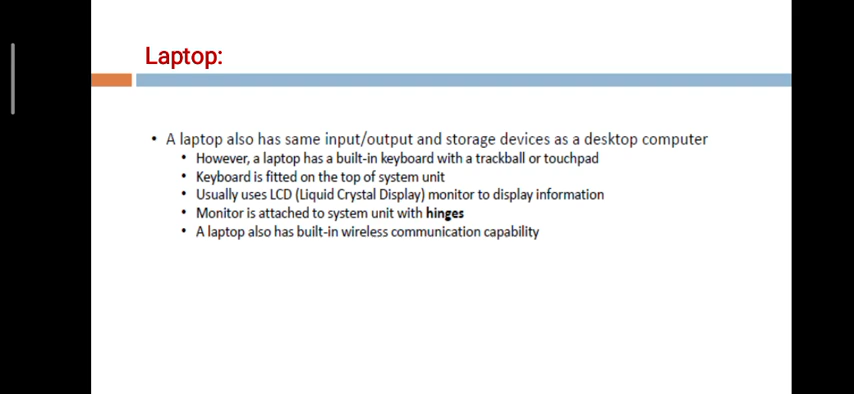 Laptop:
• A laptop also has same input/output and storage devices as a desktop computer
• However, a laptop has a built-in keyboard with a trackball or touchpad
• Keyboard is fitted on the top of system unit
• Usually uses LCD (Liquid Crystal Display) monitor to display information
• Monitor is attached to system unit with hinges
• A laptop also has built-in wireless communication capability